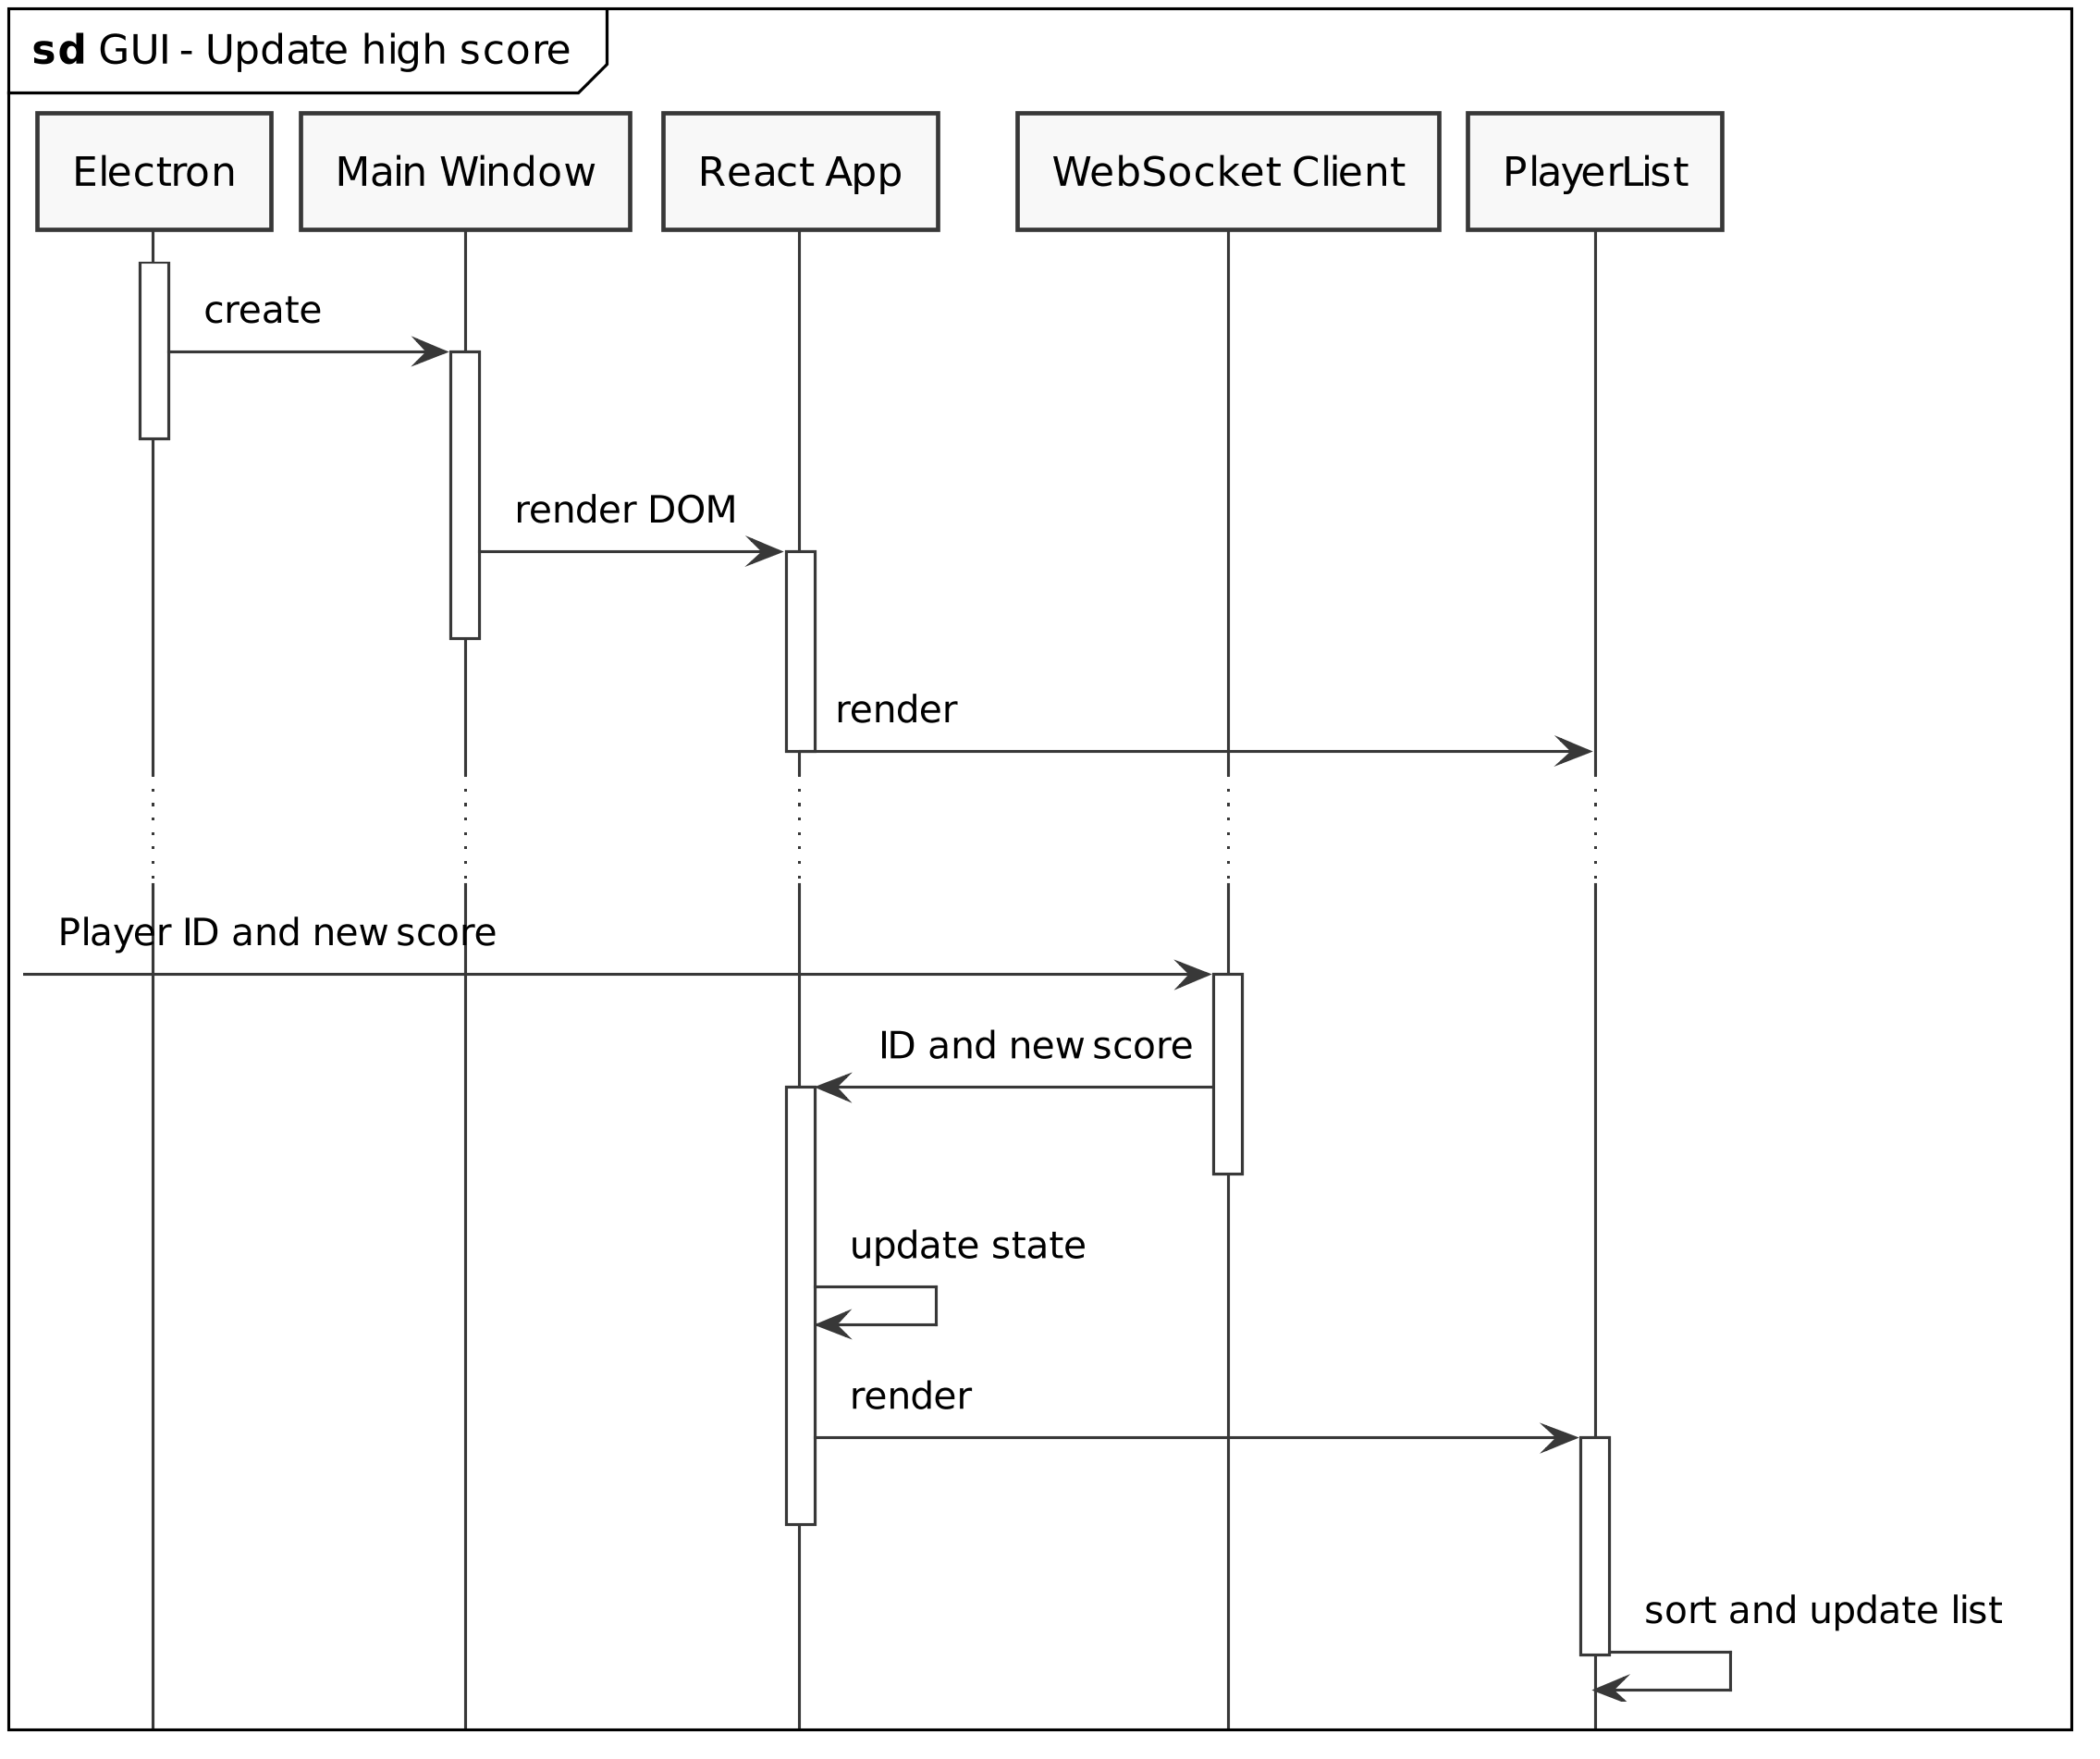 sd GUI - Update high score
Electron
Main Window
React App
WebSocket Client
PlayerList
create
render DOM
render
Player ID and new score
ID and new score
update state
render
sort and update list